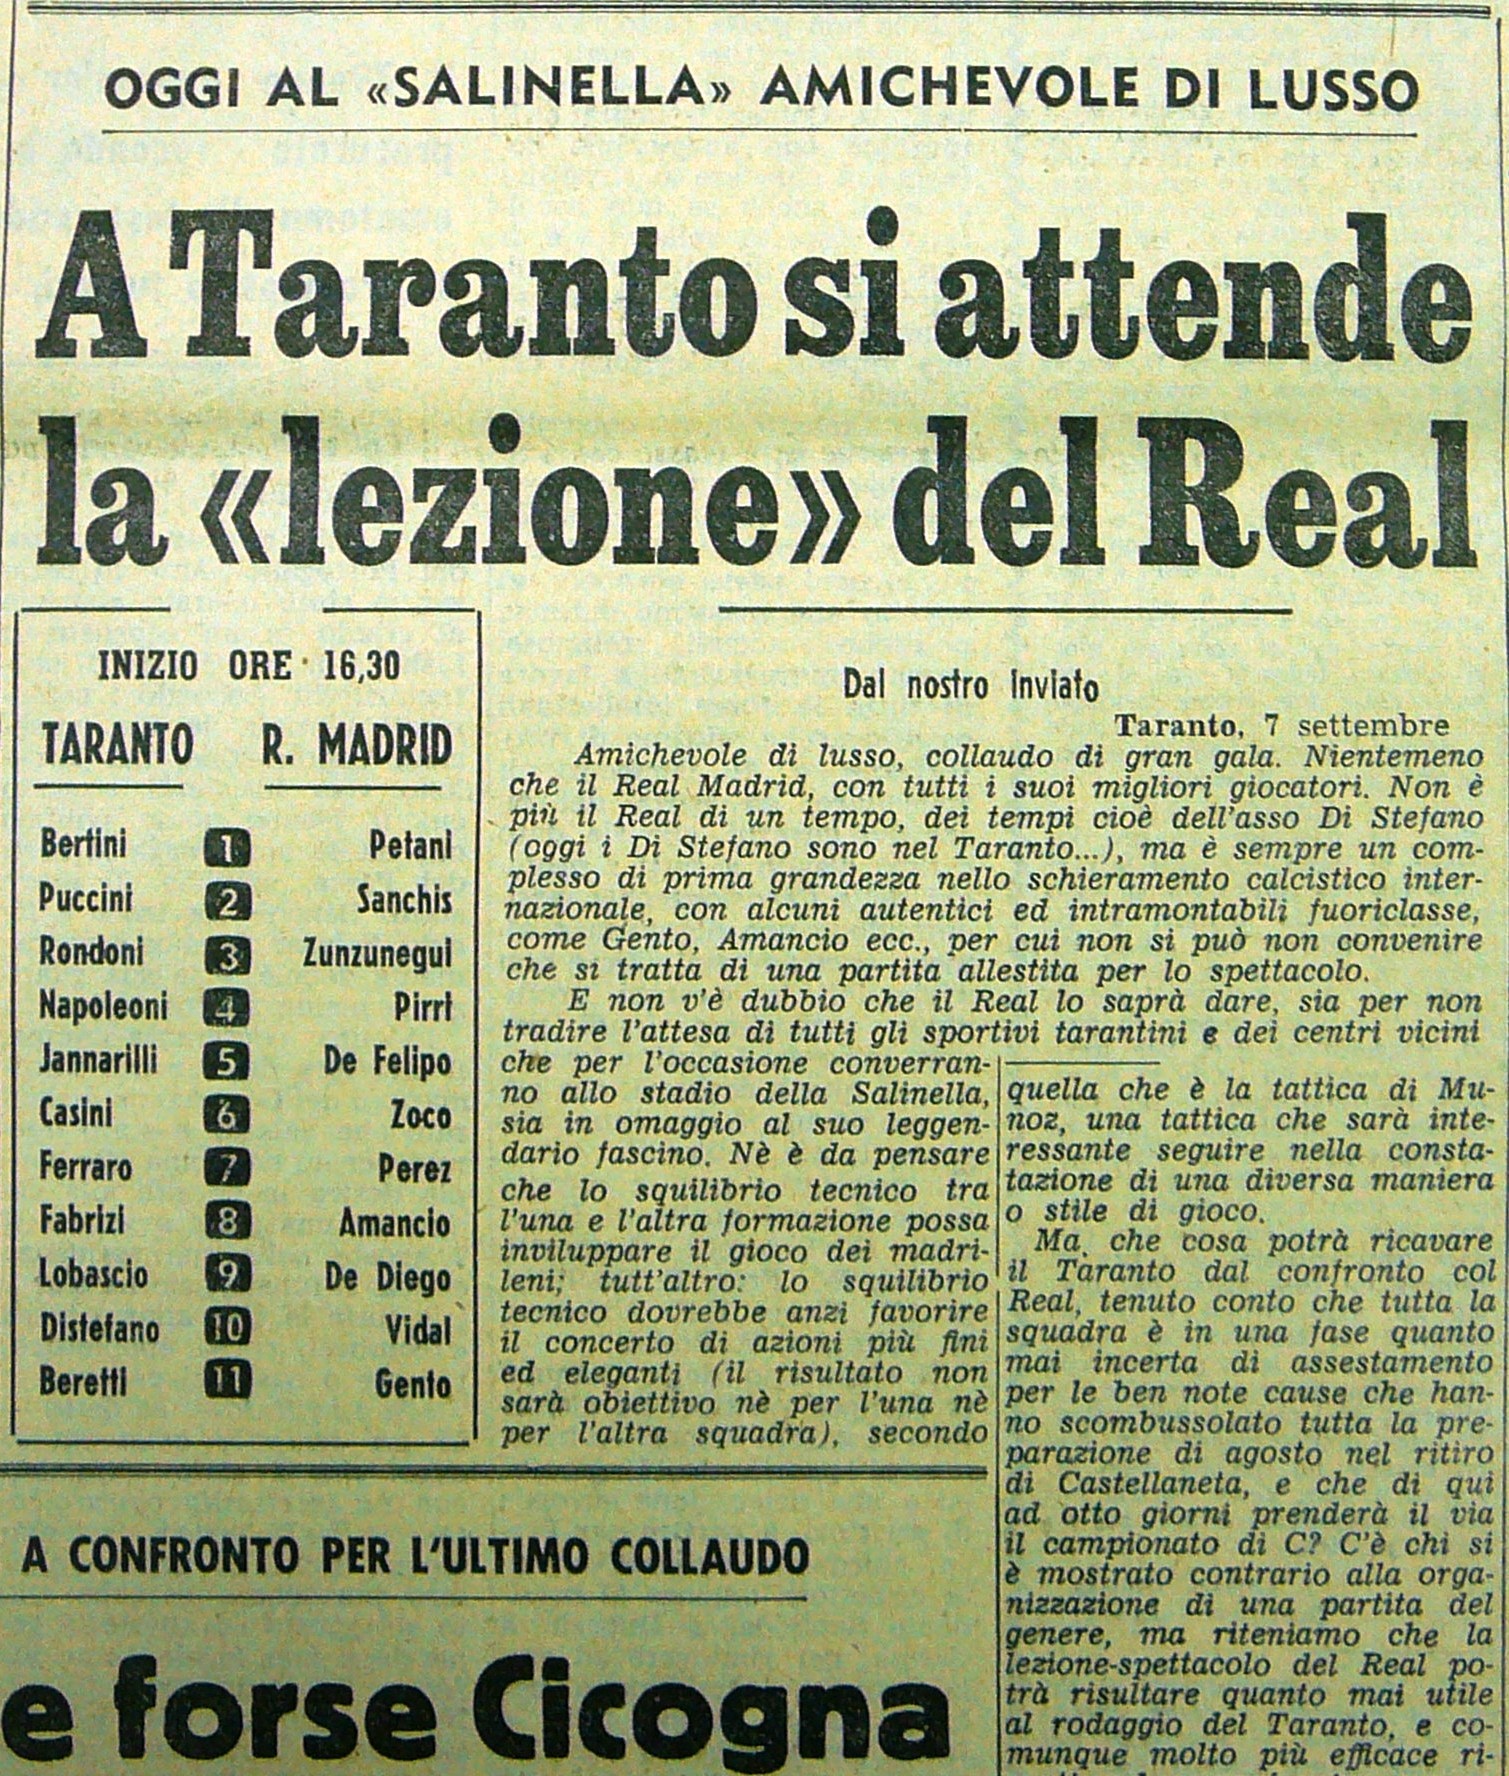 OGGI AL «SALINELLA» AMICHEVOLE DI LUSSO
A Taranto si attende
la «lezione» del Real
INIZIO ORE 16,30
TARANTO R. MADRID
Bertini 1 Petani
Puccini 2 Sanchis
Rondoni 3 Zunzunegui
Napoleoni 4 Pirri
Jannarilli 5 De Felipo
Casini 6 Zoco
Ferraro 7 Perez
Fabrizi 8 Amancio
Lobascio 9 De Diego
Distefano 10 Vidal
Beretti 11 Gento
Dal nostro inviato
Taranto, 7 settembre
Amichevole di lusso, collaudo di gran gala. Nientemeno
che il Real Madrid, con tutti i suoi migliori giocatori. Non è
più il Real di un tempo, dei tempi cioè dell'asso Di Stefano
(oggi i Di Stefano sono nel Taranto...), ma è sempre un com-
plesso di prima grandezza nello schieramento calcistico inter-
nazionale, con alcuni autentici ed intramontabili fuoriclasse,
come Gento, Amancio ecc., per cui non si può non convenire
che si tratta di una partita allestita per lo spettacolo.
E non v'è dubbio che il Real lo saprà dare, sia per non
tradire l'attesa di tutti gli sportivi tarantini e dei centri vicini
che per l'occasione converran-
no allo stadio della Salinella,
sia in omaggio al suo leggen-
dario fascino. Nè è da pensare
che lo squilibrio tecnico tra
l'una e l'altra formazione possa
inviluppare il gioco dei madri-
leni; tutt'altro: lo squilibrio
tecnico dovrebbe anzi favorire
il concerto di azioni più fini
ed eleganti (il risultato non
sarà obiettivo nè per l'una nè
per l'altra squadra), secondo
quella che è la tattica di Mu-
noz, una tattica che sarà inte-
ressante seguire nella consta-
tazione di una diversa maniera
o stile di gioco.
Ma, che cosa potrà ricavare
il Taranto dal confronto col
Real, tenuto conto che tutta la
squadra è in una fase quanto
mai incerta di assestamento
per le ben note cause che han-
no scombussolato tutta la pre-
parazione di agosto nel ritiro
di Castellaneta, e che di qui
ad otto giorni prenderà il via
il campionato di C? C'è chi si
è mostrato contrario alla orga-
nizzazione di una partita del
genere, ma riteniamo che la
lezione-spettacolo del Real po-
trà risultare quanto mai utile
al rodaggio del Taranto, e co-
munque molto più efficace ri-
A CONFRONTO PER L'ULTIMO COLLAUDO
e forse Cicogna